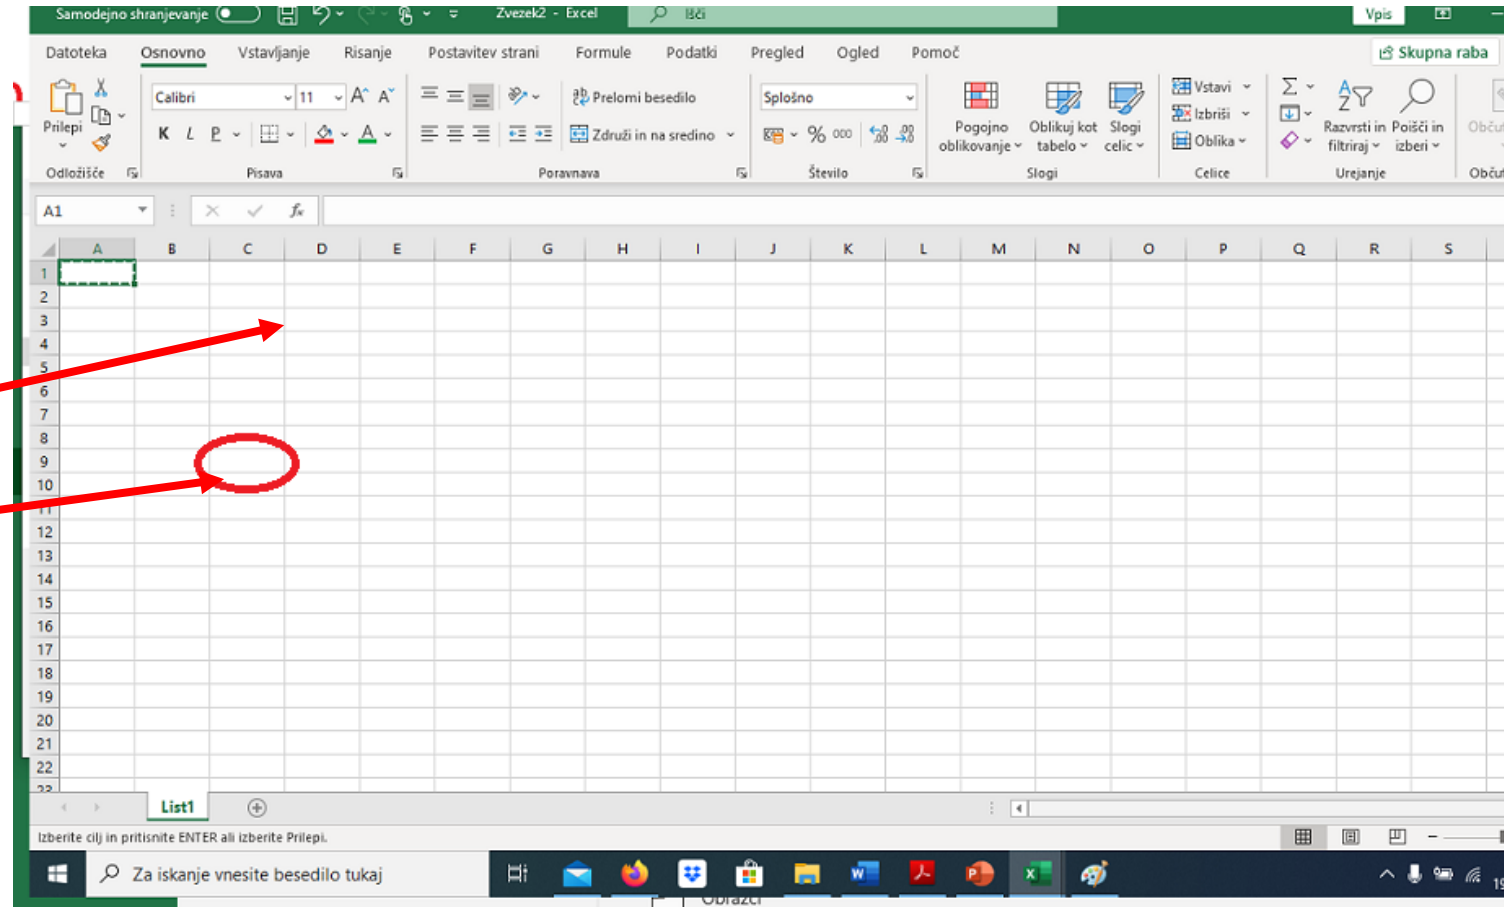 Samodejno shranjevanje
Zvezek2 - Excel
Išči
Vpis
Datoteka Osnovno Vstavljanje Risanje Postavitev strani Formule Podatki Pregled Ogled Pomoč
Skupna raba
Calibri 11 A^ Aˇ Prelomi besedilo Splošno Vstavi
Izbriši
Prilepi K L P A Združi in na sredino % 000 Pogojno Oblikuj kot Slogi Oblika Razvrsti in Poišči in
oblikovanje tabelo celic filtriraj izberi
Odložišče Pisava Poravnava Število Slogi Celice Urejanje
A1 fx
A B C D E F G H I J K L M N O P Q R S
1
2
3
4
5
6
7
8
9
10
11
12
13
14
15
16
17
18
19
20
21
22
23
List1
Izberite cilj in pritisnite ENTER ali izberite Prilepi.
Za iskanje vnesite besedilo tukaj
Obrazci